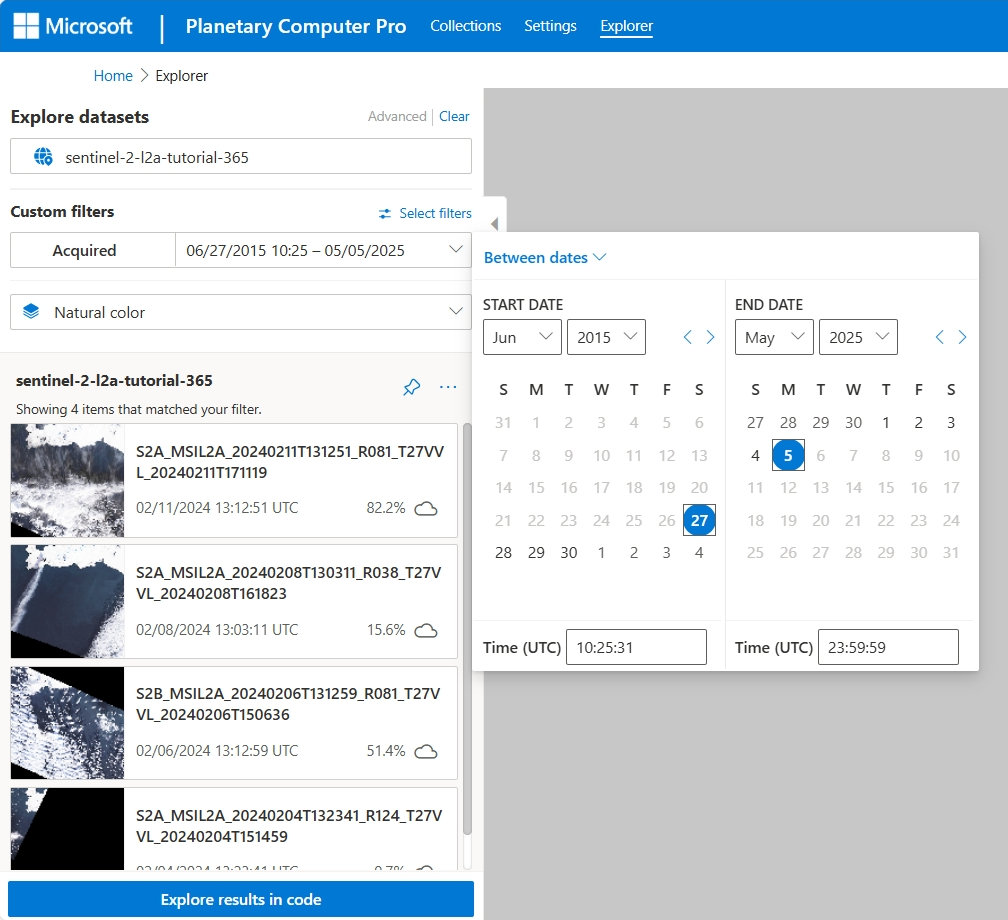 Microsoft | Planetary Computer Pro Collections Settings Explorer
Home > Explorer
Explore datasets Advanced | Clear
sentinel-2-l2a-tutorial-365
Custom filters Select filters
Acquired 06/27/2015 10:25 – 05/05/2025
Natural color
sentinel-2-l2a-tutorial-365
Showing 4 items that matched your filter.
S2A_MSIL2A_20240211T131251_R081_T27VV
L_20240211T171119
02/11/2024 13:12:51 UTC 82.2%
S2A_MSIL2A_20240208T130311_R038_T27V
VL_20240208T161823
02/08/2024 13:03:11 UTC 15.6%
S2B_MSIL2A_20240206T131259_R081_T27V
VL_20240206T150636
02/06/2024 13:12:59 UTC 51.4%
S2A_MSIL2A_20240204T132341_R124_T27V
VL_20240204T151459
Explore results in code
Between dates
START DATE
Jun 2015
S M T W T F S
31 1 2 3 4 5 6
7 8 9 10 11 12 13
14 15 16 17 18 19 20
21 22 23 24 25 26 27
28 29 30 1 2 3 4
Time (UTC) 10:25:31
END DATE
May 2025
S M T W T F S
27 28 29 30 1 2 3
4 5 6 7 8 9 10
11 12 13 14 15 16 17
18 19 20 21 22 23 24
25 26 27 28 29 30 31
Time (UTC) 23:59:59